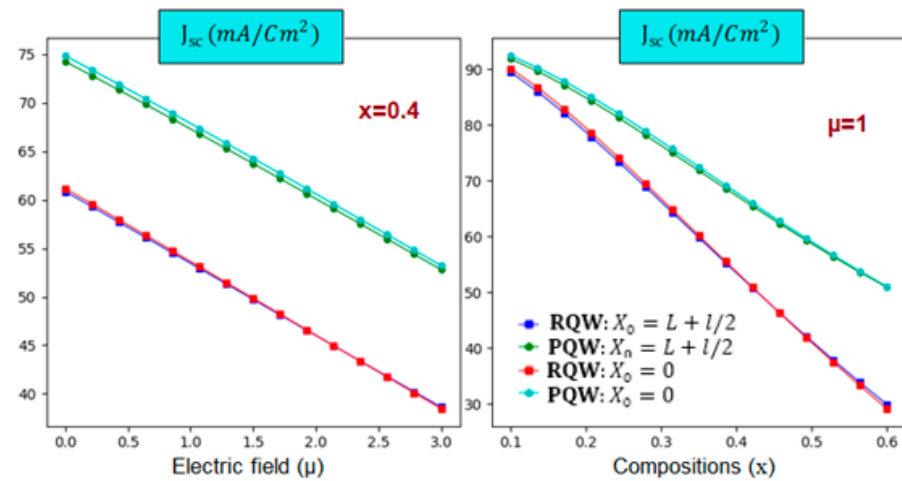 J_sc (mA/Cm²)
75
70
65
60
55
50
45
40
x=0.4
0.0 0.5 1.0 1.5 2.0 2.5 3.0
Electric field (μ)
J_sc (mA/Cm²)
90
80
70
60
50
40
30
μ=1
RQW: X₀ = L + l/2
PQW: X₀ = L + l/2
RQW: X₀ = 0
PQW: X₀ = 0
0.1 0.2 0.3 0.4 0.5 0.6
Compositions (x)